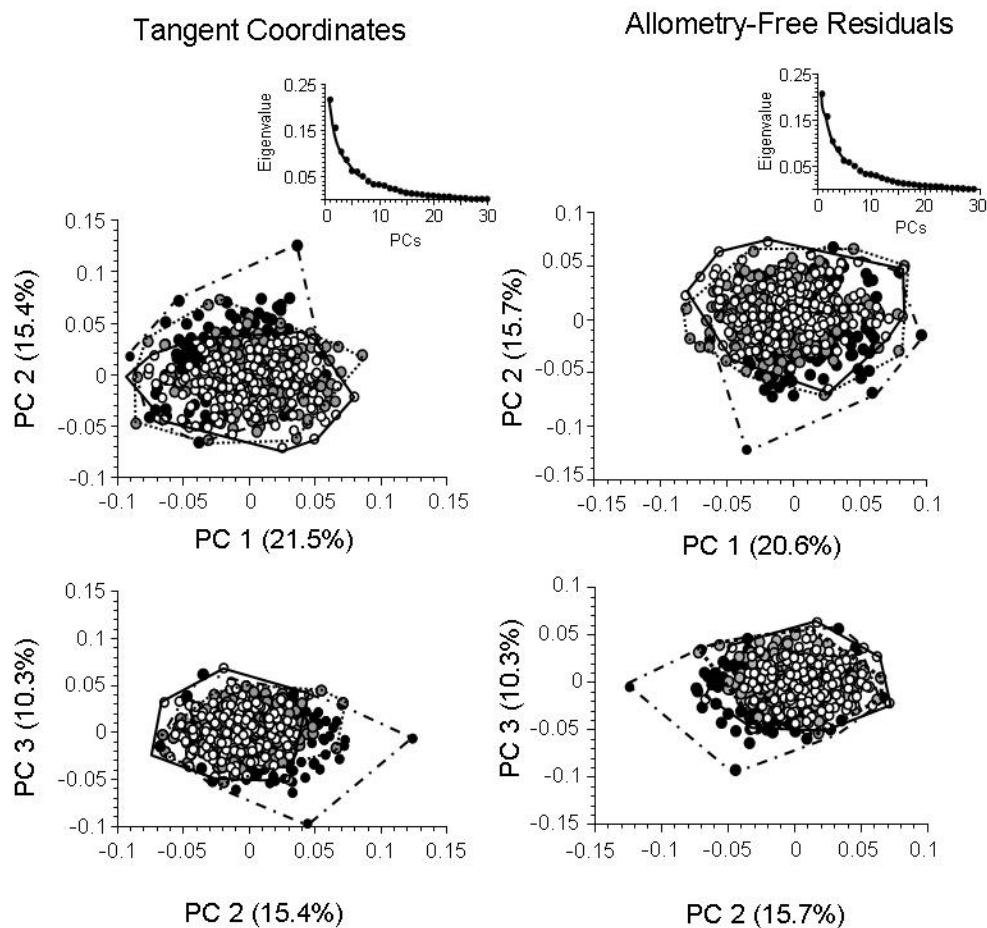 Tangent Coordinates
Allometry-Free Residuals
0.25
0.15
0.05
Eigenvalue
0 10 20 30
PCs
0.25
0.15
0.05
Eigenvalue
0 10 20 30
PCs
0.15
0.1
0.05
0
-0.05
-0.1
PC 2 (15.4%)
-0.1 -0.05 0 0.05 0.10 0.15
PC 1 (21.5%)
0.1
0.05
0
-0.05
-0.1
-0.15
PC 2 (15.7%)
-0.15 -0.1 -0.05 0 0.05 0.1
PC 1 (20.6%)
0.15
0.1
0.05
0
-0.05
-0.1
PC 3 (10.3%)
-0.1 -0.05 0 0.05 0.1 0.15
PC 2 (15.4%)
0.1
0.05
0
-0.05
-0.1
-0.15
PC 3 (10.3%)
-0.15 -0.1 -0.05 0 0.05 0.1
PC 2 (15.7%)